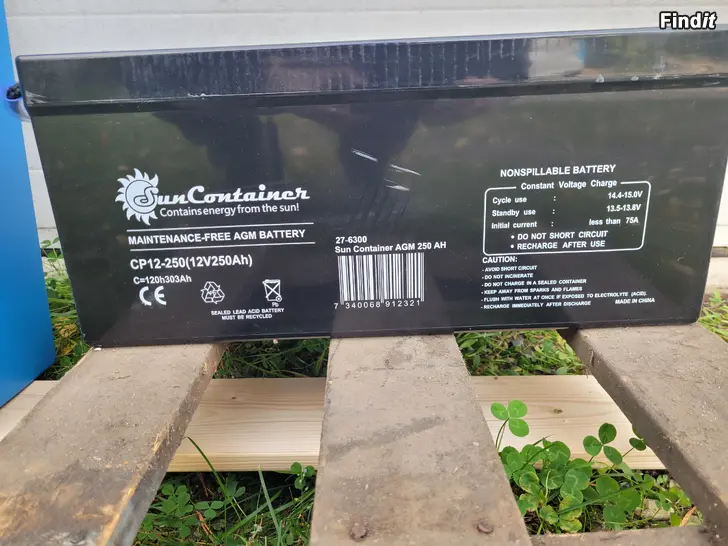 Findit
SunContainer
Contains energy from the sun!
MAINTENANCE-FREE AGM BATTERY
CP12-250(12V250Ah)
C=120h303Ah
CE
Pb
SEALED LEAD ACID BATTERY
MUST BE RECYCLED
27-6300
Sun Container AGM 250 AH
7 340068 912321
NONSPILLABLE BATTERY
Constant Voltage Charge
Cycle use : 14.4-15.0V
Standby use : 13.5-13.8V
Initial current : less than 75A
• DO NOT SHORT CIRCUIT
• RECHARGE AFTER USE
CAUTION:
- AVOID SHORT CIRCUIT
- DO NOT INCINERATE
- DO NOT CHARGE IN A SEALED CONTAINER
- KEEP AWAY FROM SPARKS AND FLAMES
- FLUSH WITH WATER AT ONCE IF EXPOSED TO ELECTROLYTE (ACID).
- RECHARGE IMMEDIATELY AFTER DISCHARGE
MADE IN CHINA